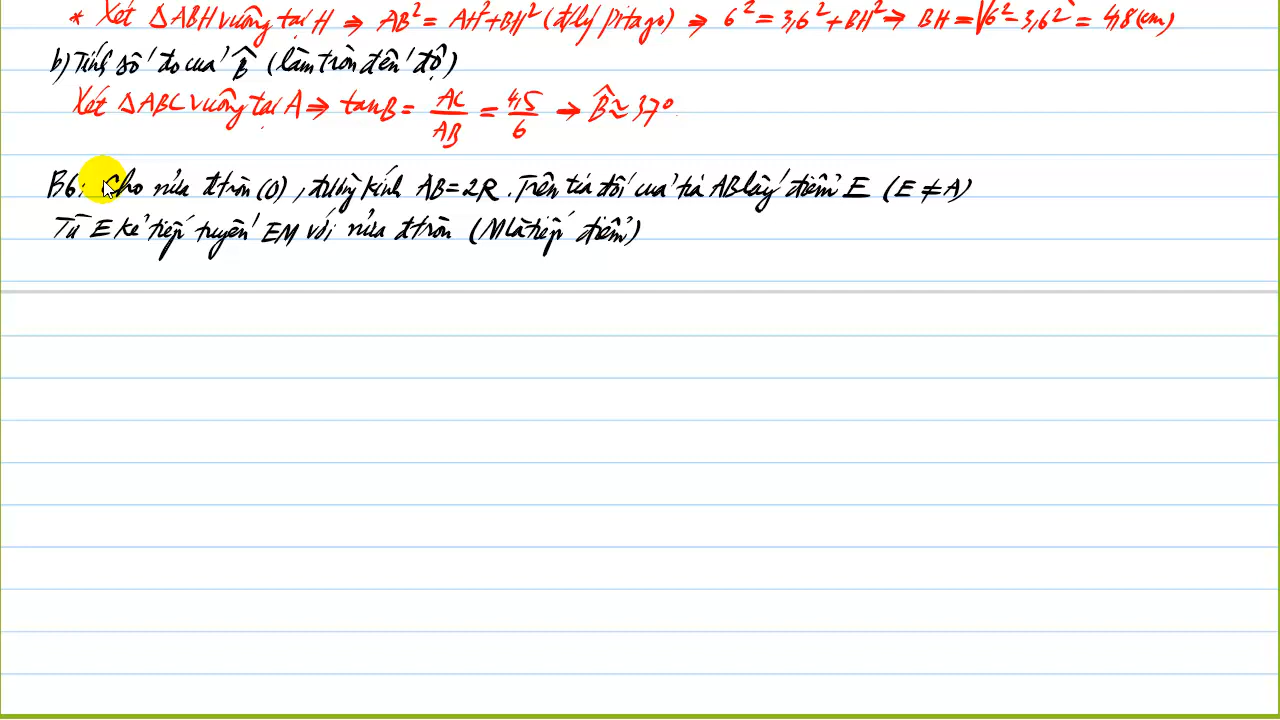 * Xét ΔABH vuông tại H ⇒ AB² = AH² + BH² (đ/lý pitago) ⇒ 6² = 3,6² + BH² ⇒ BH = √6² - 3,6² = 4,8 (cm)
b) Tính số đo của B̂ (làm tròn đến độ)
Xét ΔABC vuông tại A ⇒ tanB = AC/AB = 4,5/6 → B̂ ≈ 37°
B6: Cho nửa đtròn (O), đường kính AB = 2R. Trên tia đối của tia AB lấy điểm E (E ≠ A)
Từ E kẻ tiếp tuyến EM với nửa đtròn (M là tiếp điểm)